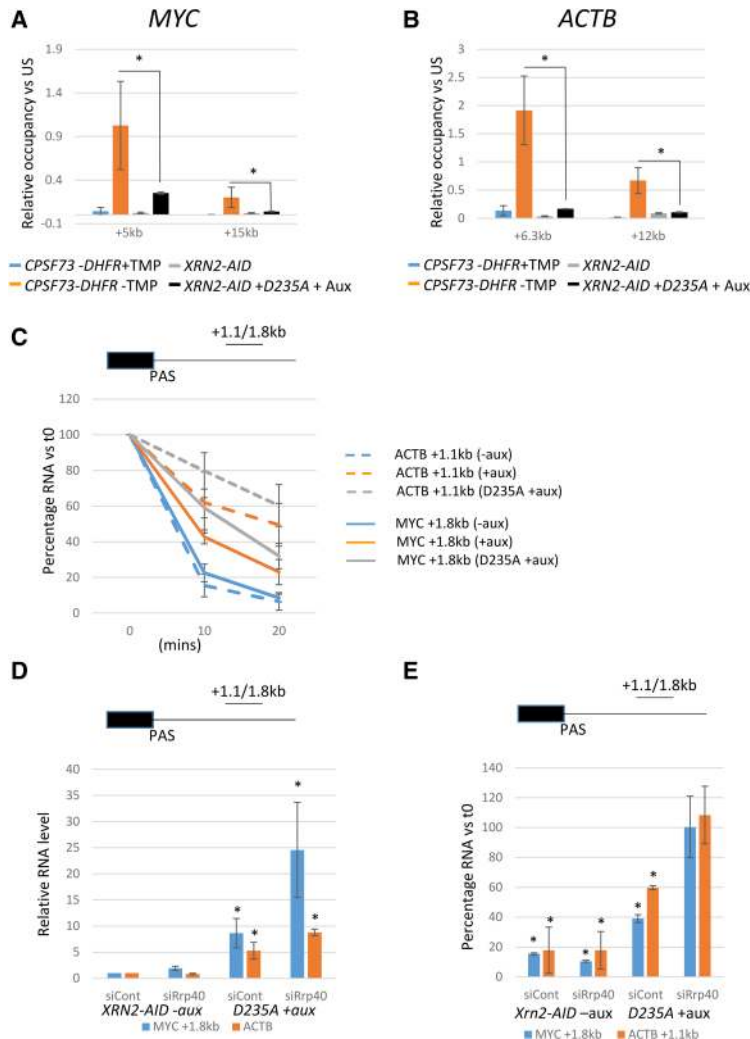 A
MYC
Relative occupancy vs US
1.9
1.4
0.9
0.4
-0.1
*
*
+5kb
+15kb
CPSF73 -DHFR+TMP
XRN2-AID
CPSF73-DHFR -TMP
XRN2-AID +D235A + Aux
B
ACTB
Relative occupancy vs US
3
2.5
2
1.5
1
0.5
0
*
*
+6.3kb
+12kb
CPSF73 -DHFR+TMP
XRN2-AID
CPSF73-DHFR -TMP
XRN2-AID +D235A + Aux
C
+1.1/1.8kb
PAS
Percentage RNA vs t0
120
100
80
60
40
20
0
0
10
20
(mins)
ACTB +1.1kb (-aux)
ACTB +1.1kb (+aux)
ACTB +1.1kb (D235A +aux)
MYC +1.8kb (-aux)
MYC +1.8kb (+aux)
MYC +1.8kb (D235A +aux)
D
+1.1/1.8kb
PAS
Relative RNA level
40
35
30
25
20
15
10
5
0
*
*
*
*
siCont
siRrp40
siCont
siRrp40
XRN2-AID -aux
D235A +aux
MYC +1.8kb
ACTB
E
+1.1/1.8kb
PAS
Percentage RNA vs t0
140
120
100
80
60
40
20
0
*
*
*
*
*
*
siCont
siRrp40
siCont
siRrp40
Xrn2-AID –aux
D235A +aux
MYC +1.8kb
ACTB +1.1kb